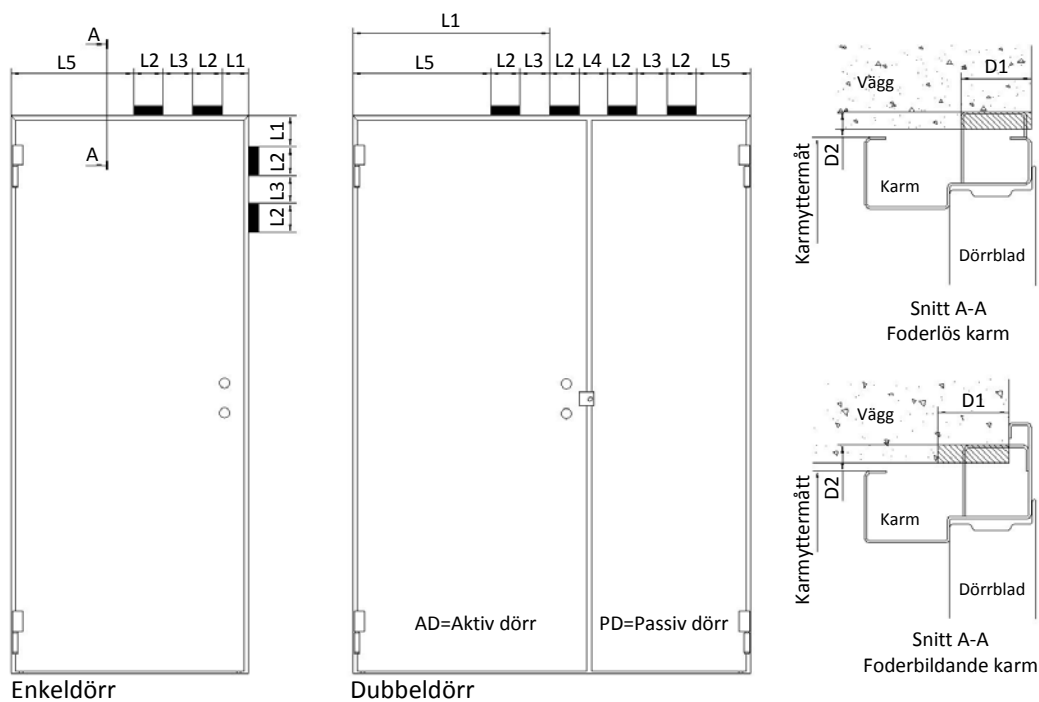 A
L5
L2
L3
L2
L1
A
L1
L2
L3
L2
Enkeldörr
L1
L5
L2
L3
L2
L4
L2
L3
L2
L5
AD=Aktiv dörr
PD=Passiv dörr
Dubbeldörr
D1
Vägg
D2
Karmyttermåt
Karm
Dörrblad
Snitt A-A
Foderlös karm
D1
Vägg
D2
Karmyttermått
Karm
Dörrblad
Snitt A-A
Foderbildande karm